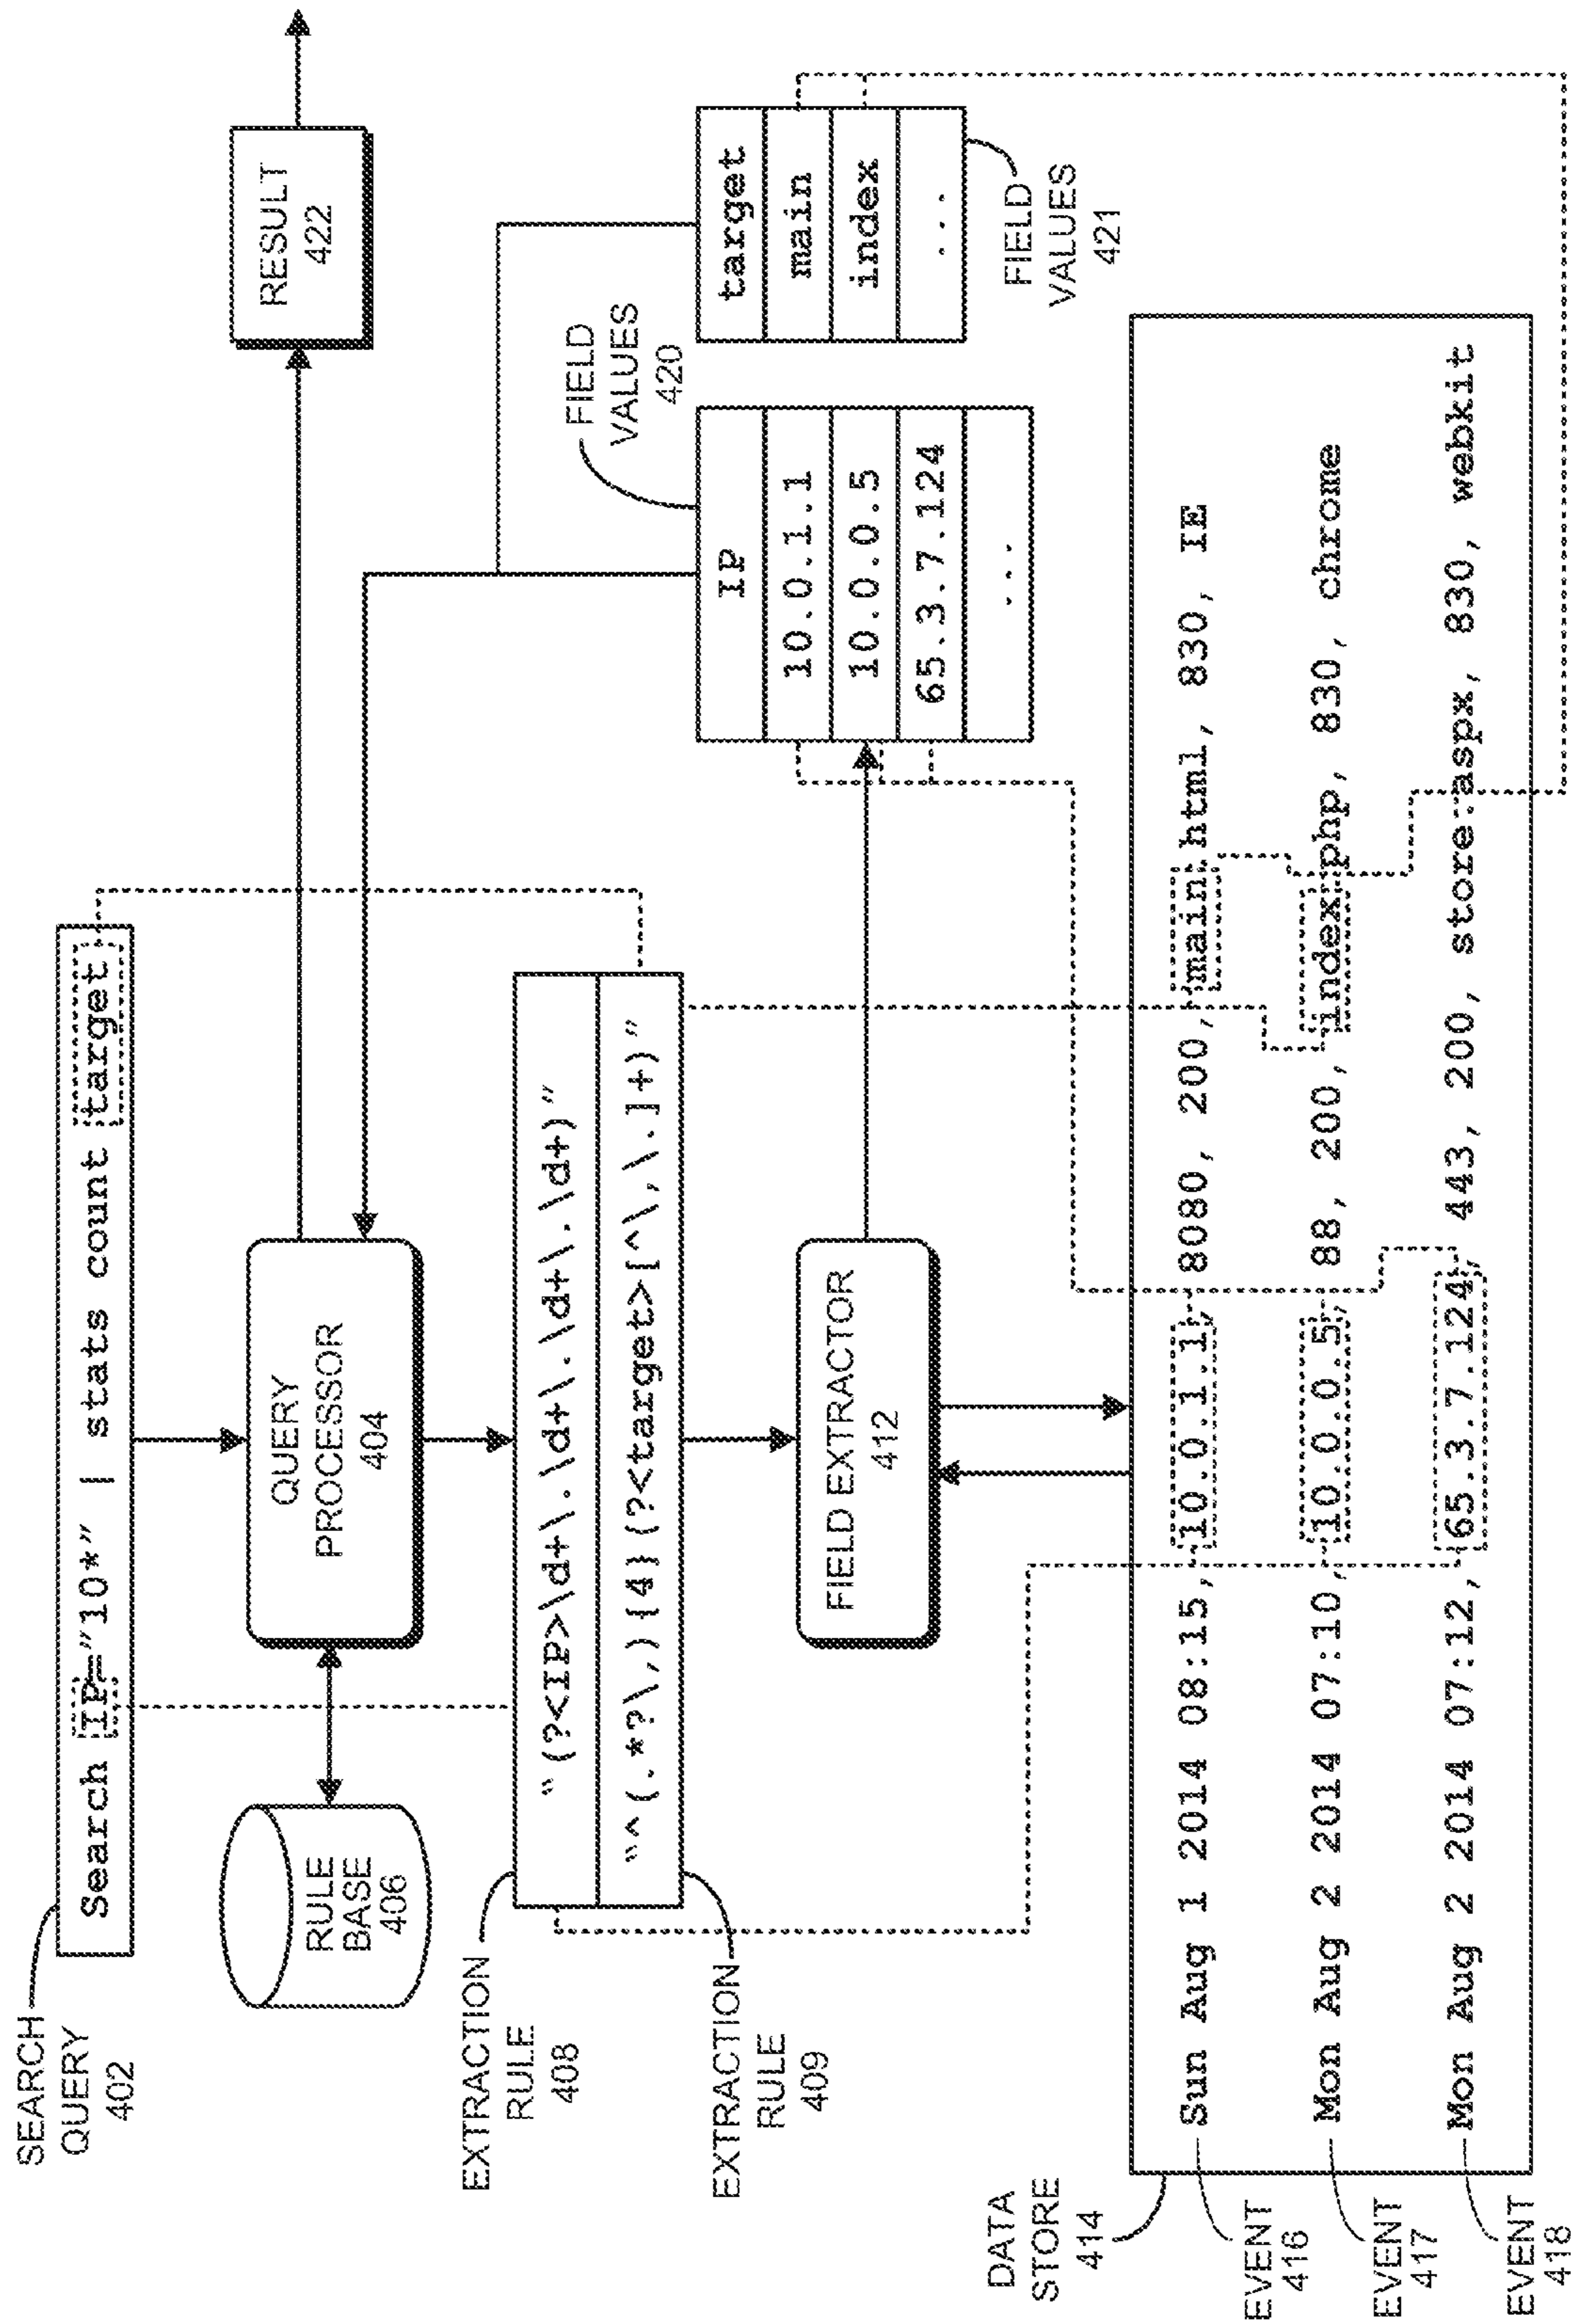 SEARCH
QUERY
402
Search IP="10*" | stats count target
RULE
BASE
406
QUERY
PROCESSOR
404
RESULT
422
EXTRACTION
RULE
408
"(?<IP>\d+\.\d+\.\d+\.\d+)"
"^(.*?\,){4}(?<target>[^\,\.]+)"
EXTRACTION
RULE
409
FIELD EXTRACTOR
412
FIELD
VALUES
420
IP
10.0.1.1
10.0.0.5
65.3.7.124
...
target
main
index
...
FIELD
VALUES
421
DATA
STORE
414
Sun Aug 1 2014 08:15, 10.0.1.1, 8080, 200, main.html, 830, IE
EVENT
416
Mon Aug 2 2014 07:10, 10.0.0.5, 88, 200, index.php, 830, chrome
EVENT
417
Mon Aug 2 2014 07:12, 65.3.7.124, 443, 200, store.aspx, 830, webkit
EVENT
418